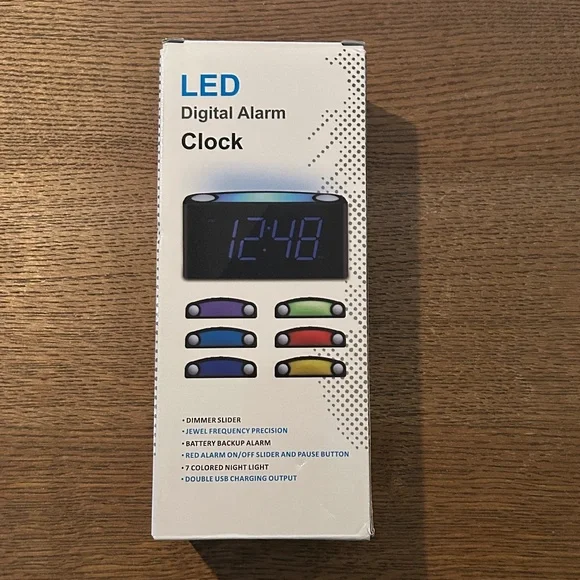 LED
Digital Alarm
Clock
12:48
• DIMMER SLIDER
• JEWEL FREQUENCY PRECISION
• BATTERY BACKUP ALARM
• RED ALARM ON/OFF SLIDER AND PAUSE BUTTON
• 7 COLORED NIGHT LIGHT
• DOUBLE USB CHARGING OUTPUT